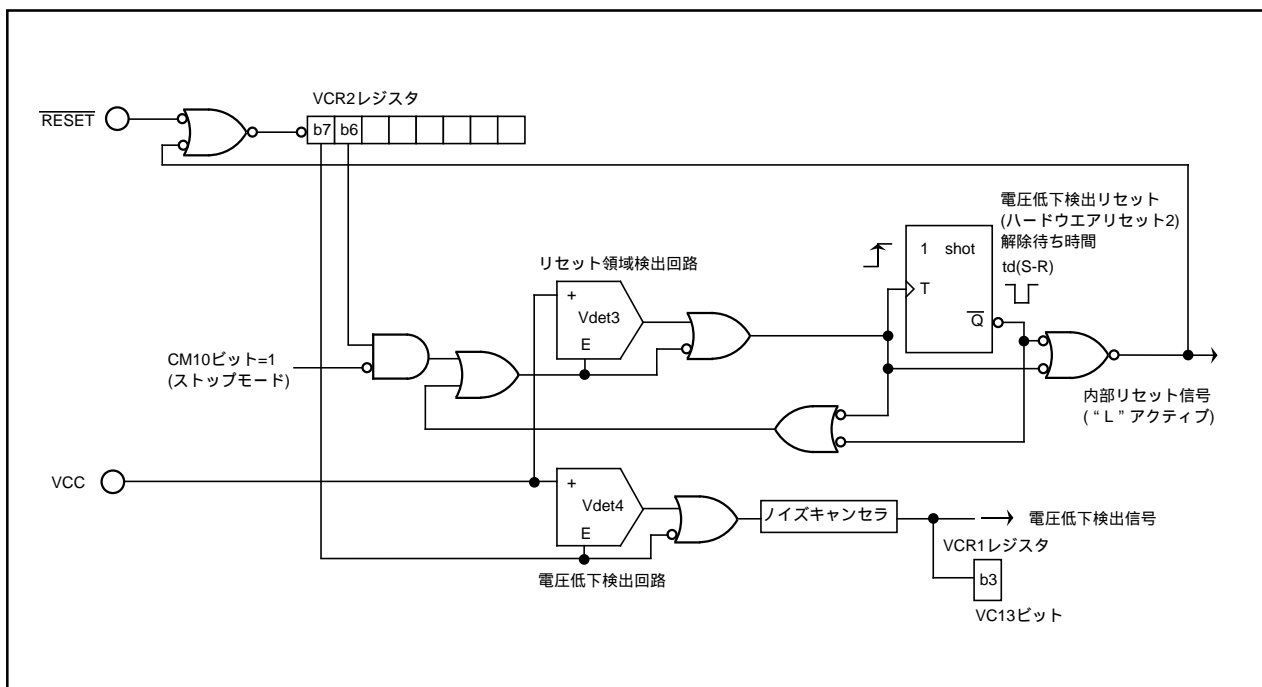 VCR2レジスタ
RESET
b7 b6
電圧低下検出リセット
(ハードウエアリセット2)
解除待ち時間
td(S-R)
1 shot
T
Q
リセット領域検出回路
+
Vdet3
E
CM10ビット=1
(ストップモード)
内部リセット信号
(“L”アクティブ)
VCC
+
Vdet4
E
ノイズキャンセラ
電圧低下検出信号
電圧低下検出回路
VCR1レジスタ
b3
VC13ビット